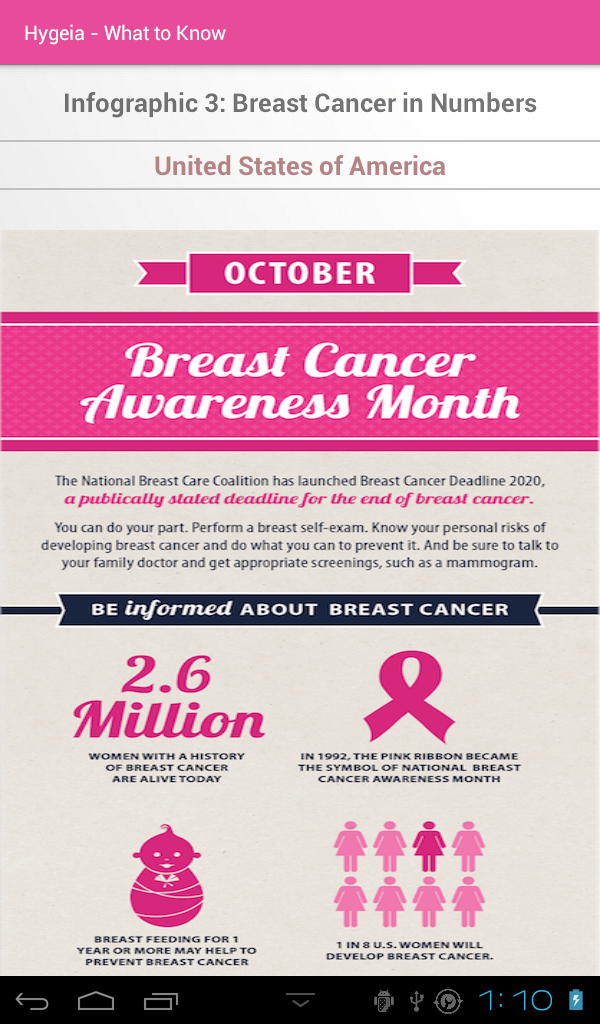 Hygeia - What to Know
Infographic 3: Breast Cancer in Numbers
United States of America
OCTOBER
Breast Cancer
Awareness Month
The National Breast Care Coalition has launched Breast Cancer Deadline 2020,
a publically stated deadline for the end of breast cancer.
You can do your part. Perform a breast self-exam. Know your personal risks of
developing breast cancer and do what you can to prevent it. And be sure to talk to
your family doctor and get appropriate screenings, such as a mammogram.
BE informed ABOUT BREAST CANCER
2.6
Million
WOMEN WITH A HISTORY
OF BREAST CANCER
ARE ALIVE TODAY
IN 1992, THE PINK RIBBON BECAME
THE SYMBOL OF NATIONAL BREAST
CANCER AWARENESS MONTH
BREAST FEEDING FOR 1
YEAR OR MORE MAY HELP TO
PREVENT BREAST CANCER
1 IN 8 U.S. WOMEN WILL
DEVELOP BREAST CANCER.
1:10